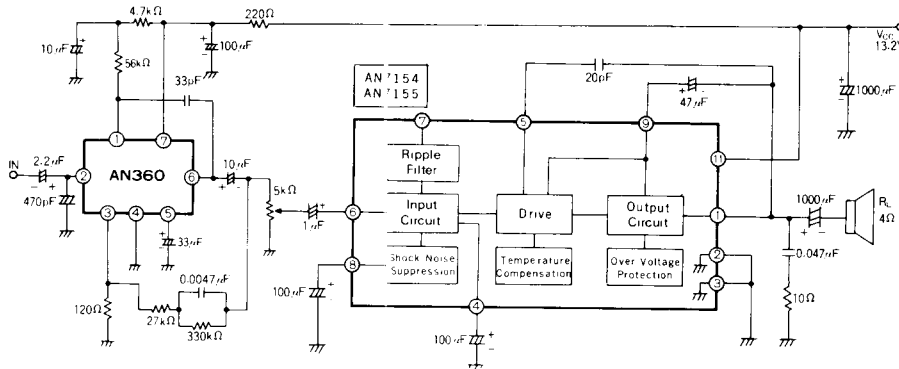 4.7kΩ
220Ω
10μF
+
56kΩ
+
100μF
33pF
VCC
13.2V
+
-
1000μF
AN7154
AN7155
20pF
+
-
47μF
1
7
IN
2.2μF
+
-
2
AN360
6
10μF
+
-
470pF
3
4
5
+
-
33μF
5kΩ
+
1μF
7
5
9
11
Ripple
Filter
6
Input
Circuit
Drive
Output
Circuit
1
1000μF
+
-
RL
4Ω
8
Shock Noise
Suppression
Temperature
Compensation
Over Voltage
Protection
2
3
0.047μF
10Ω
100μF
+
-
4
100μF
+
-
120Ω
27kΩ
0.0047μF
330kΩ